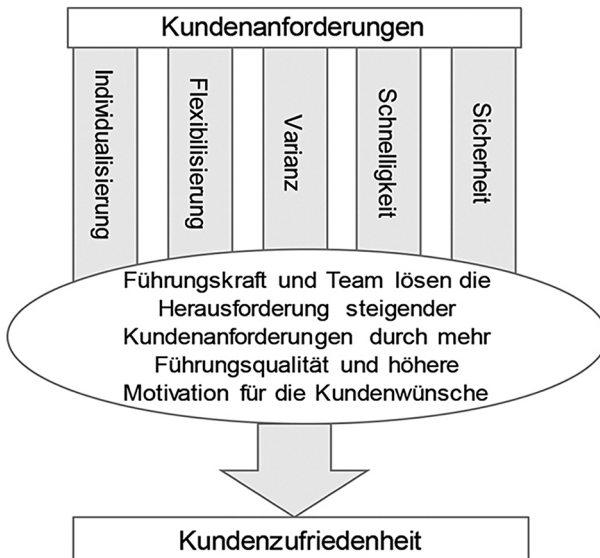 Kundenanforderungen
Individualisierung
Flexibilisierung
Varianz
Schnelligkeit
Sicherheit
Führungskraft und Team lösen die
Herausforderung steigender
Kundenanforderungen durch mehr
Führungsqualität und höhere
Motivation für die Kundenwünsche
Kundenzufriedenheit